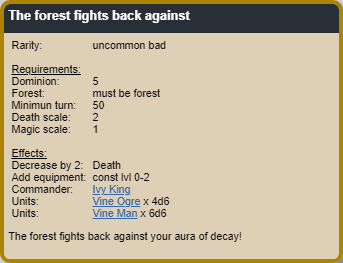 The forest fights back against
Rarity: uncommon bad
Requirements:
Dominion: 5
Forest: must be forest
Minimun turn: 50
Death scale: 2
Magic scale: 1
Effects:
Decrease by 2: Death
Add equipment: const lvl 0-2
Commander: Ivy King
Units: Vine Ogre x 4d6
Units: Vine Man x 6d6
The forest fights back against your aura of decay!